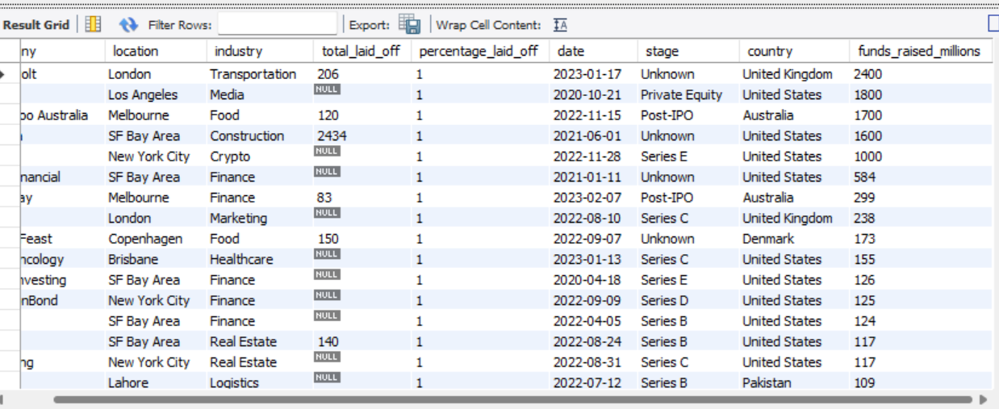 Result Grid Filter Rows: Export: Wrap Cell Content: IA
ny location industry total_laid_off percentage_laid_off date stage country funds_raised_millions
olt London Transportation 206 1 2023-01-17 Unknown United Kingdom 2400
Los Angeles Media NULL 1 2020-10-21 Private Equity United States 1800
oo Australia Melbourne Food 120 1 2022-11-15 Post-IPO Australia 1700
SF Bay Area Construction 2434 1 2021-06-01 Unknown United States 1600
New York City Crypto NULL 1 2022-11-28 Series E United States 1000
nancial SF Bay Area Finance NULL 1 2021-01-11 Unknown United States 584
ay Melbourne Finance 83 1 2023-02-07 Post-IPO Australia 299
London Marketing NULL 1 2022-08-10 Series C United Kingdom 238
Feast Copenhagen Food 150 1 2022-09-07 Unknown Denmark 173
ncology Brisbane Healthcare NULL 1 2023-01-13 Series C United States 155
nvesting SF Bay Area Finance NULL 1 2020-04-18 Series E United States 126
nBond New York City Finance NULL 1 2022-09-09 Series D United States 125
SF Bay Area Finance NULL 1 2022-04-05 Series B United States 124
SF Bay Area Real Estate 140 1 2022-08-24 Series B United States 117
ng New York City Real Estate NULL 1 2022-08-31 Series C United States 117
Lahore Logistics NULL 1 2022-07-12 Series B Pakistan 109